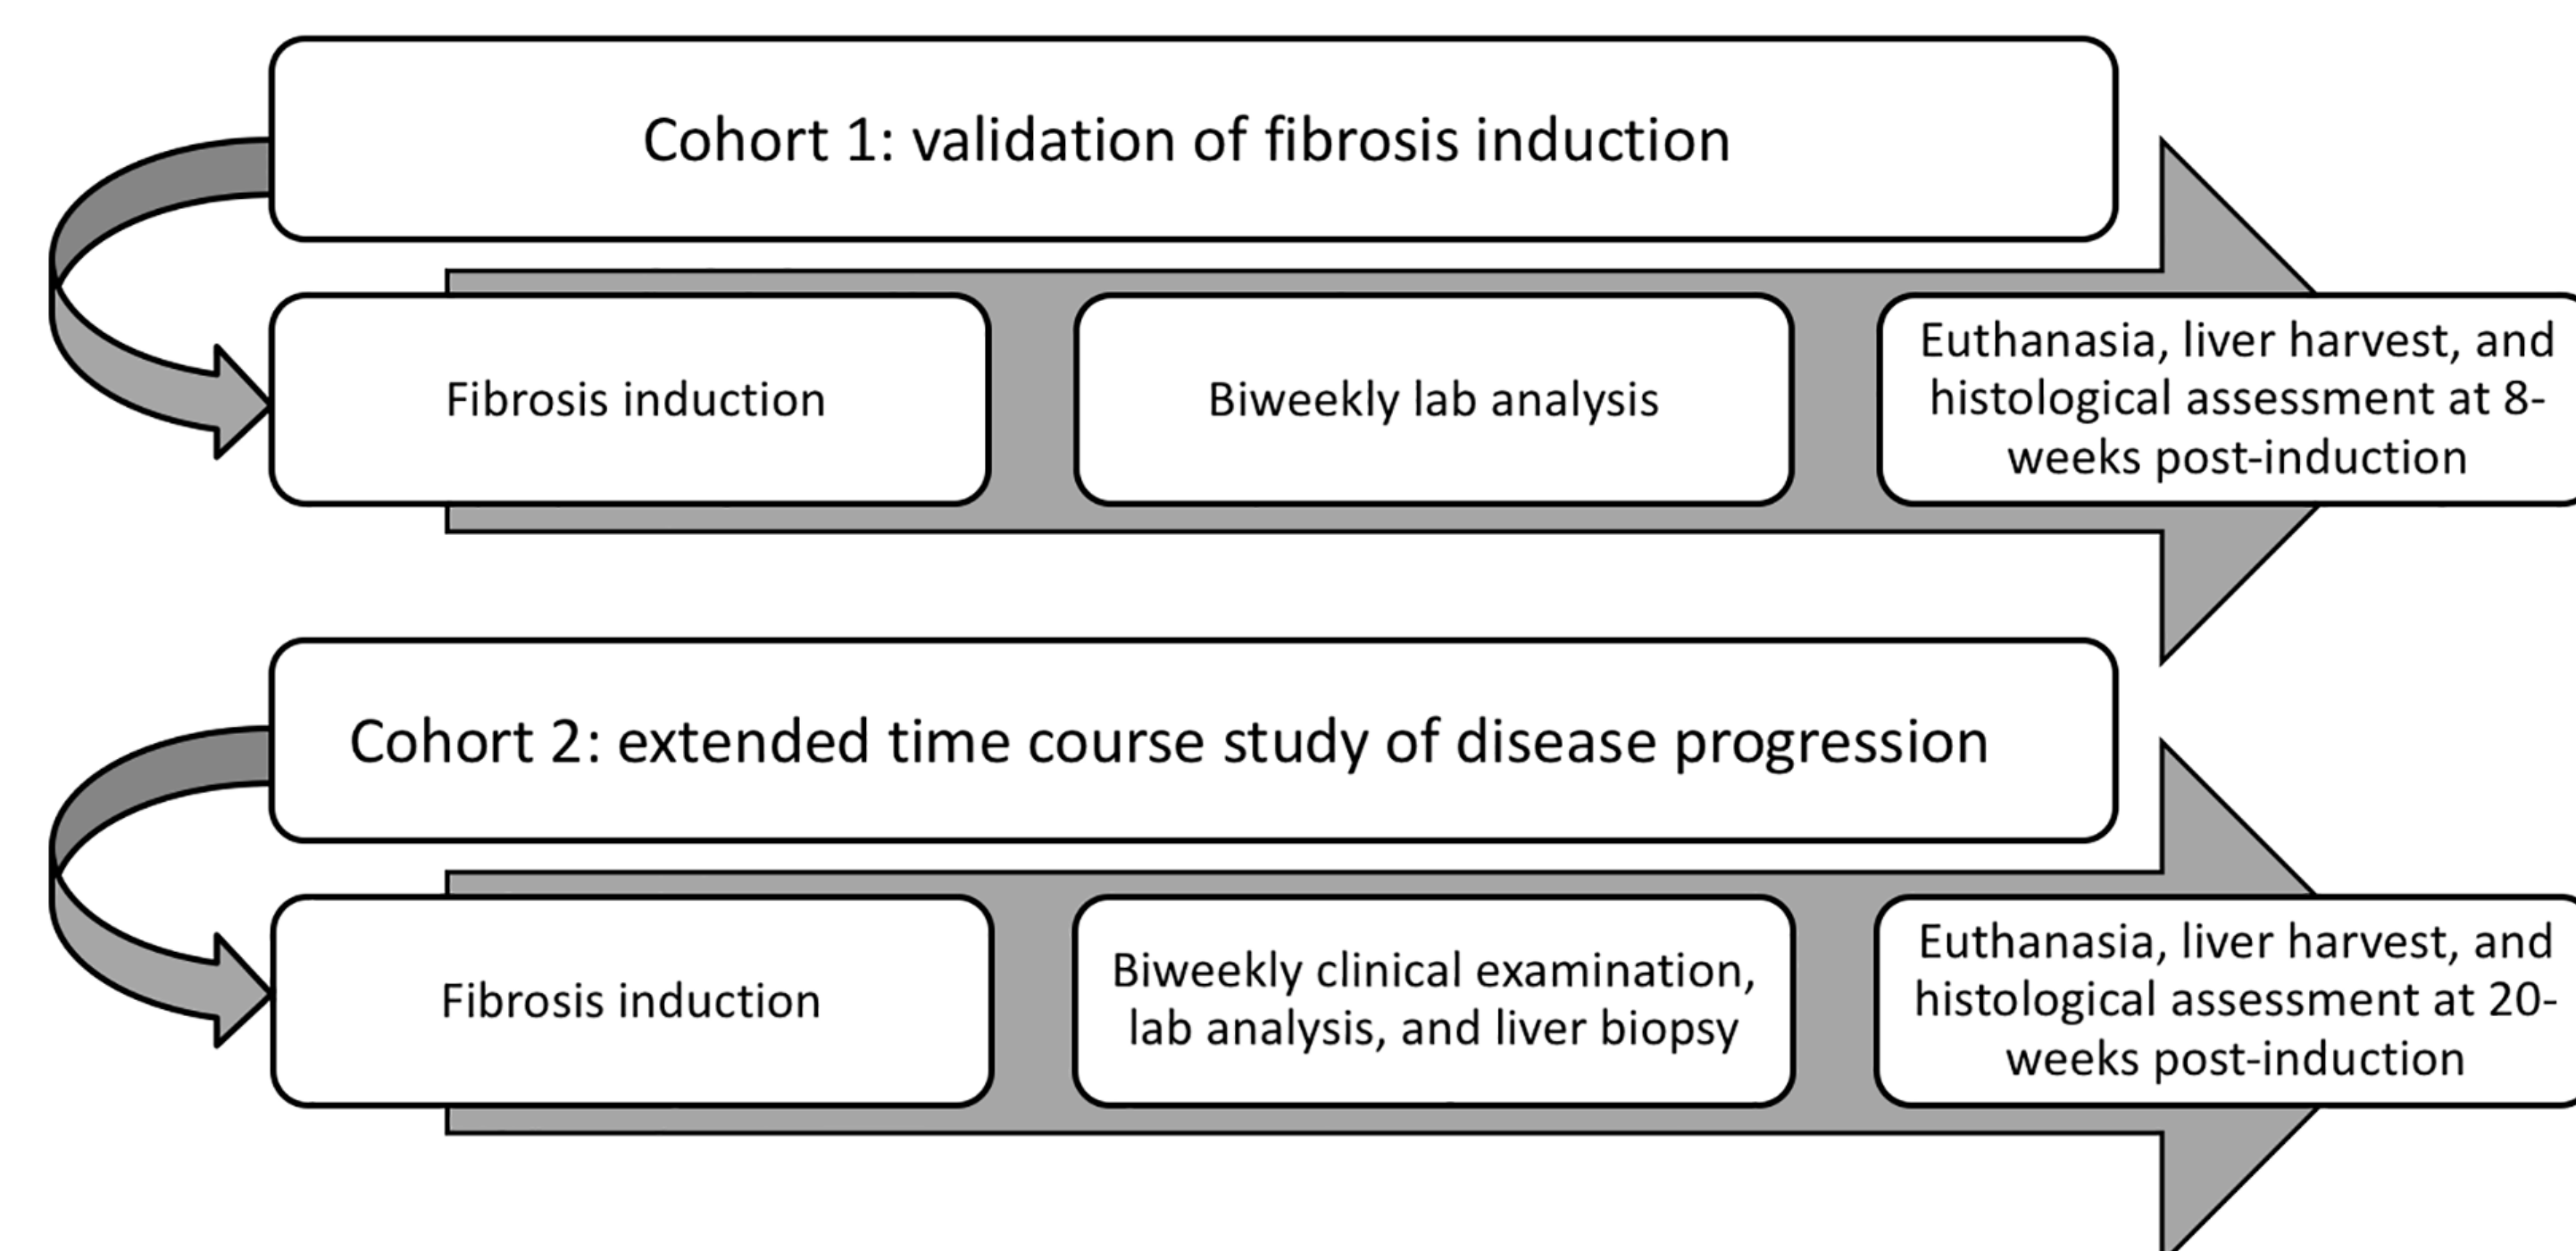 Cohort 1: validation of fibrosis induction
Fibrosis induction
Biweekly lab analysis
Euthanasia, liver harvest, and
histological assessment at 8-
weeks post-induction
Cohort 2: extended time course study of disease progression
Fibrosis induction
Biweekly clinical examination,
lab analysis, and liver biopsy
Euthanasia, liver harvest, and
histological assessment at 20-
weeks post-induction